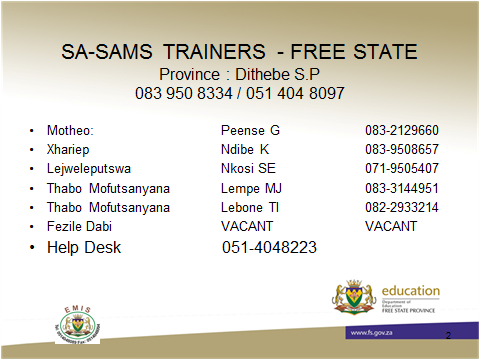 SA-SAMS TRAINERS - FREE STATE
Province : Dithebe S.P
083 950 8334 / 051 404 8097
• Motheo: Peense G 083-2129660
• Xhariep Ndibe K 083-9508657
• Lejweleputswa Nkosi SE 071-9505407
• Thabo Mofutsanyana Lempe MJ 083-3144951
• Thabo Mofutsanyana Lebone TI 082-2933214
• Fezile Dabi VACANT VACANT
• Help Desk 051-4048223
EMIS
education
Department of
Education
FREE STATE PROVINCE
www.fs.gov.za
2